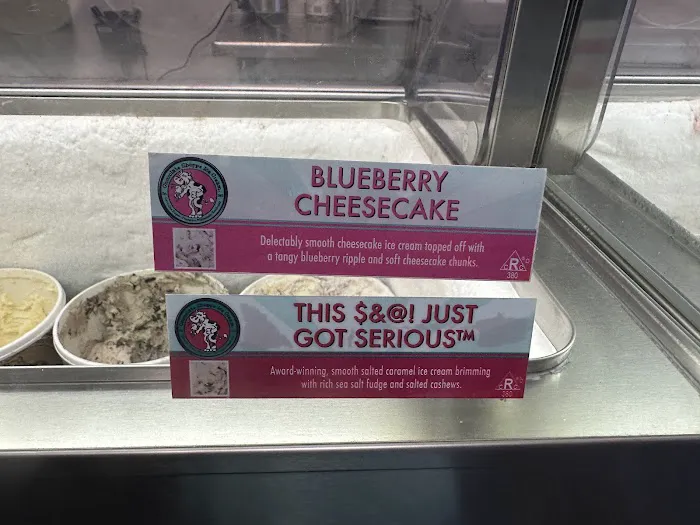 BLUEBERRY
CHEESECAKE
Delectably smooth cheesecake ice cream topped off with
a tangy blueberry ripple and soft cheesecake chunks.
R
380
THIS $&@! JUST
GOT SERIOUS™
Award-winning, smooth salted caramel ice cream brimming
with rich sea salt fudge and salted cashews.
R